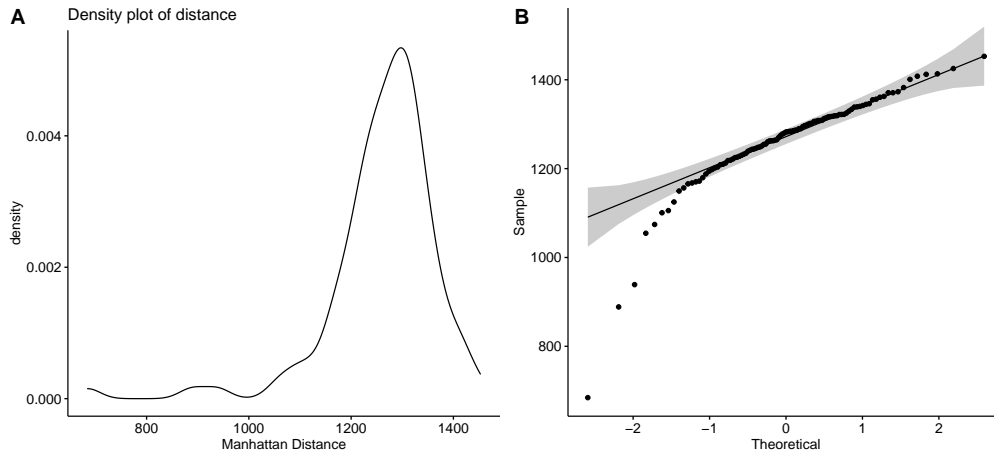 A
Density plot of distance
density
0.004
0.002
0.000
800
1000
1200
1400
Manhattan Distance
B
Sample
1400
1200
1000
800
−2
−1
0
1
2
Theoretical